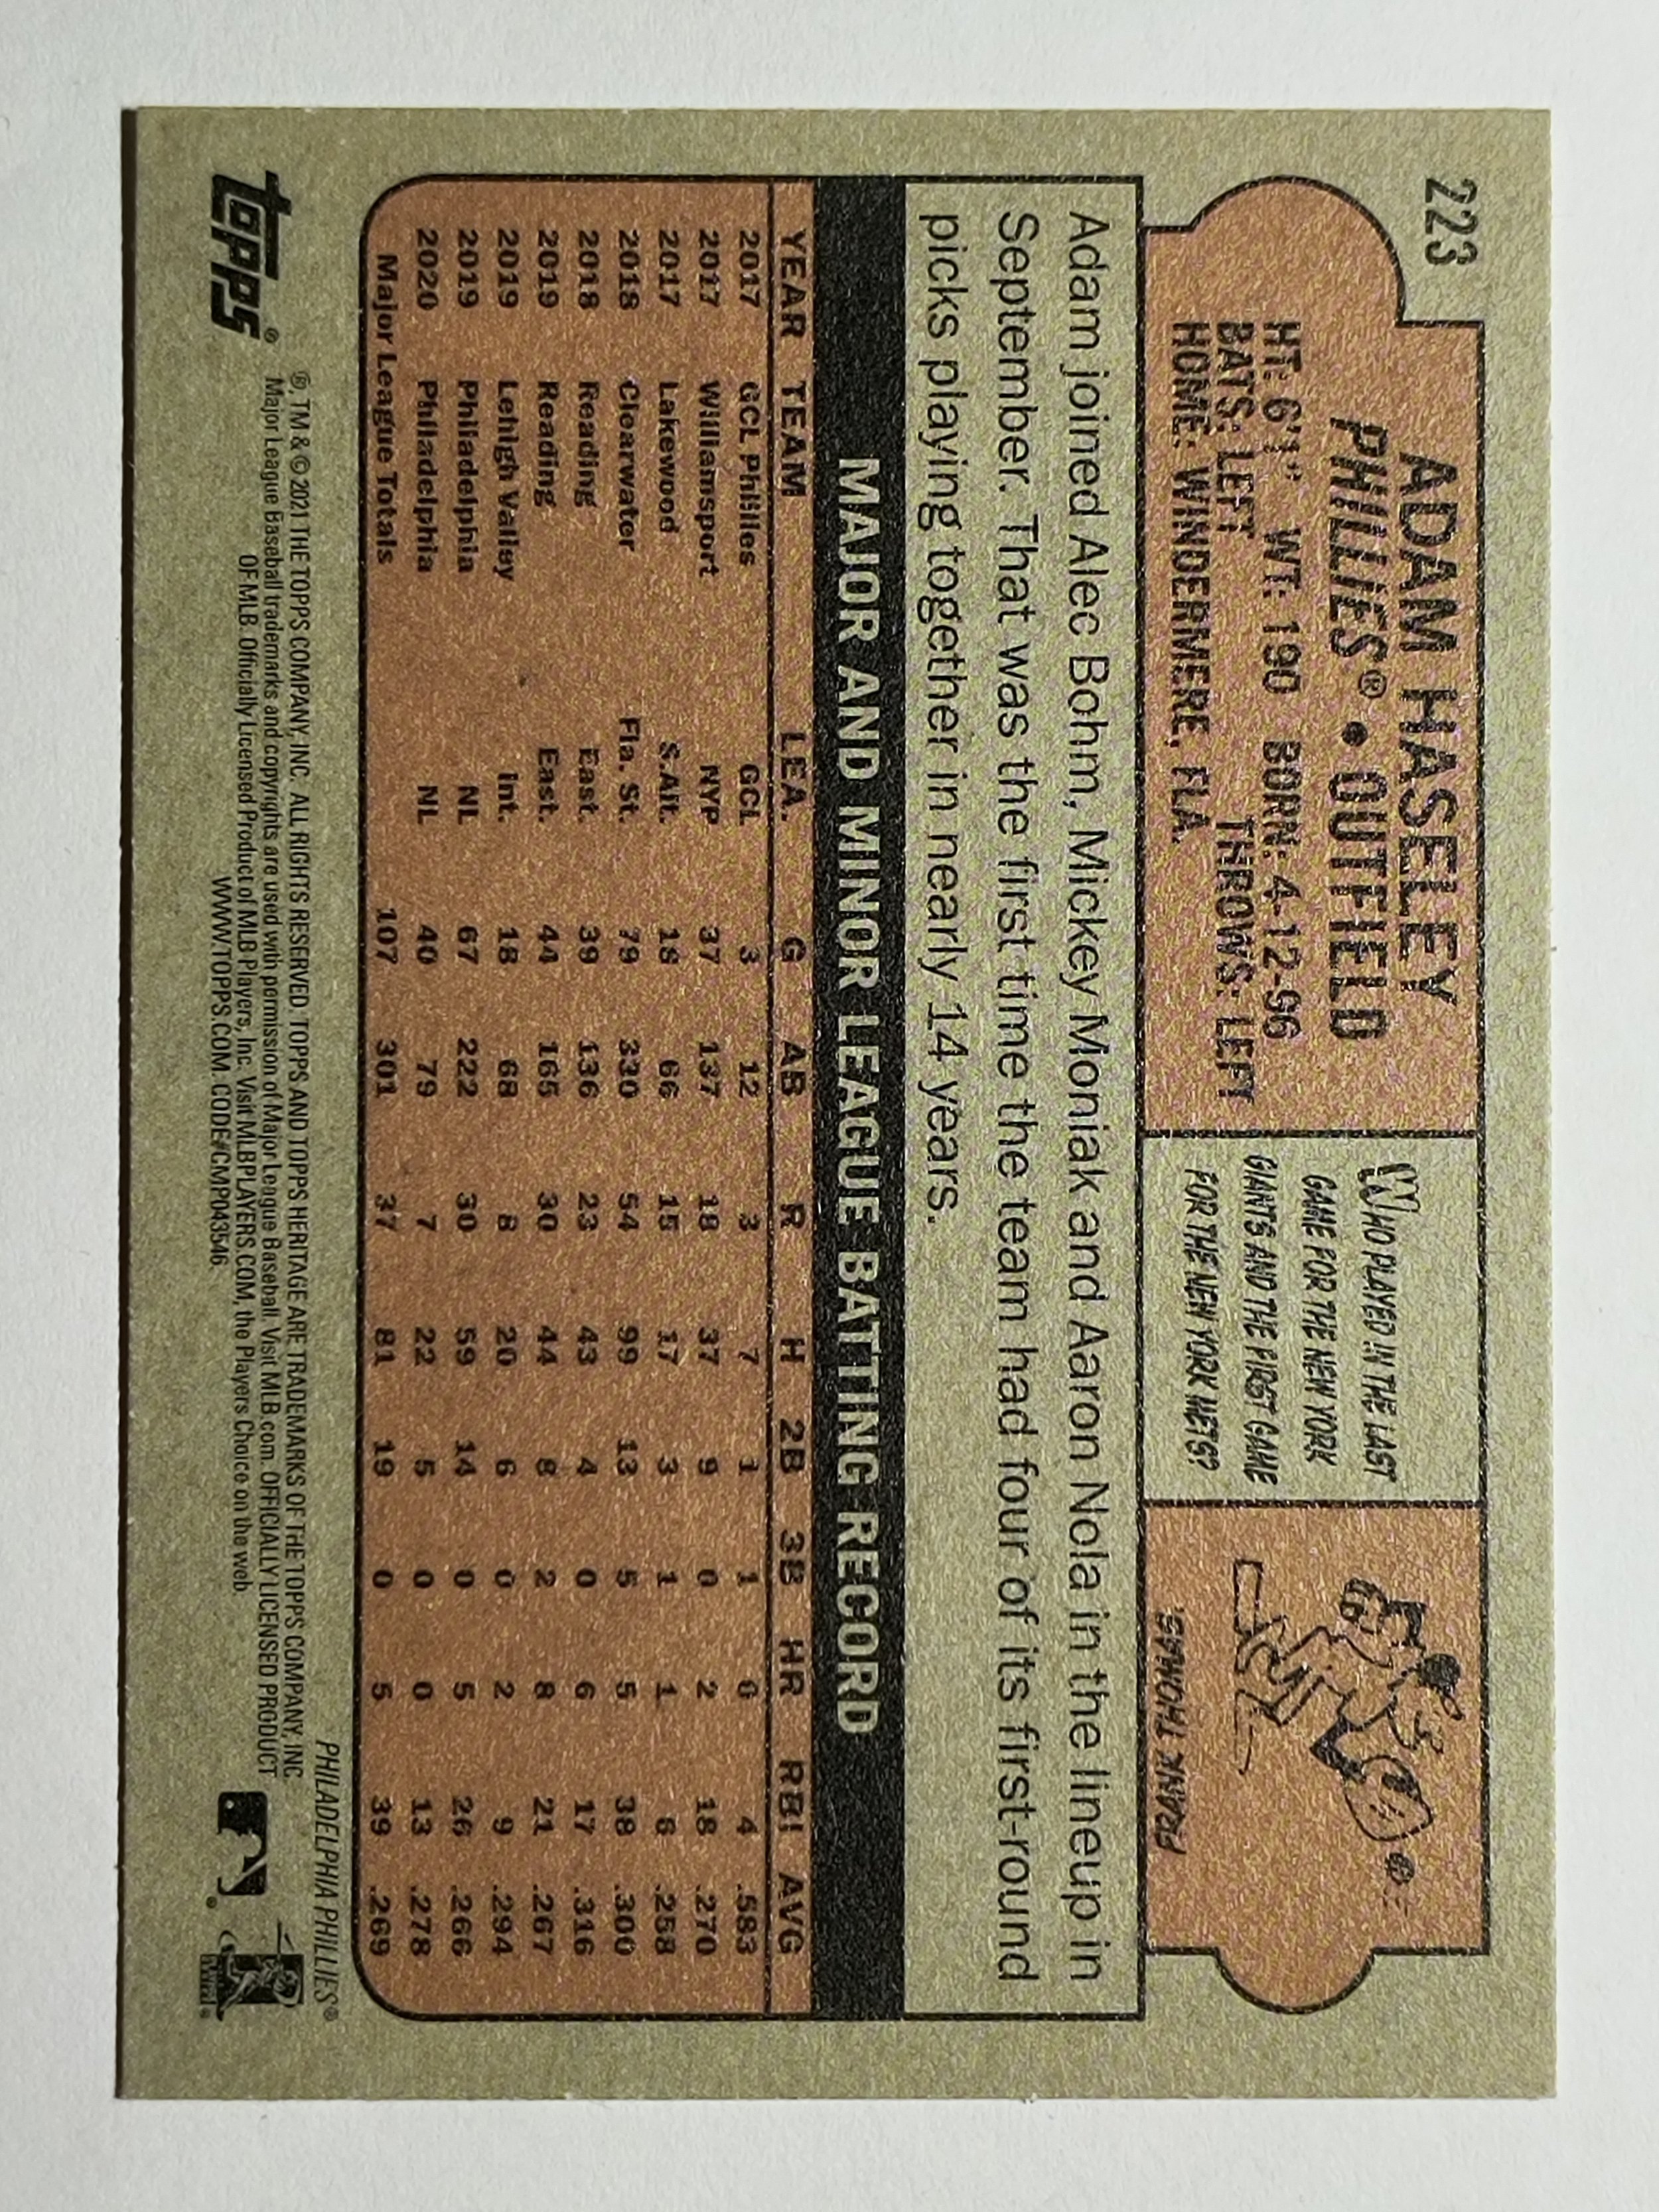 223
ADAM HASELEY
PHILLIES® • OUTFIELD
HT: 6'1" WT: 190 BORN: 4-12-96
BATS: LEFT THROWS: LEFT
HOME: WINDERMERE, FLA.
WHO PLAYED IN THE LAST
GAME FOR THE NEW YORK
GIANTS AND THE FIRST GAME
FOR THE NEW YORK METS?
FRANK THOMAS.
Adam joined Alec Bohm, Mickey Moniak and Aaron Nola in the lineup in
September. That was the first time the team had four of its first-round
picks playing together in nearly 14 years.
MAJOR AND MINOR LEAGUE BATTING RECORD
YEAR TEAM LEA. G AB R H 2B 3B HR RBI AVG
2017 GCL Phillies GCL 3 12 3 7 1 1 0 4 .583
2017 Williamsport NYP 37 137 18 37 9 0 2 18 .270
2017 Lakewood S.Alt. 18 66 15 17 3 1 1 6 .258
2018 Clearwater Fla. St. 79 330 54 99 13 5 5 38 .300
2018 Reading East. 39 136 23 43 4 0 6 17 .316
2019 Reading East. 44 165 30 44 8 2 8 21 .267
2019 Lehigh Valley Int. 18 68 8 20 6 0 2 9 .294
2019 Philadelphia NL 67 222 30 59 14 0 5 26 .266
2020 Philadelphia NL 40 79 7 22 5 0 0 13 .278
Major League Totals 107 301 37 81 19 0 5 39 .269
PHILADELPHIA PHILLIES®
topps®
®, TM & © 2021 THE TOPPS COMPANY, INC. ALL RIGHTS RESERVED. TOPPS AND TOPPS HERITAGE ARE TRADEMARKS OF THE TOPPS COMPANY, INC.
Major League Baseball trademarks and copyrights are used with permission of Major League Baseball. Visit MLB.com. OFFICIALLY LICENSED PRODUCT
OF MLB. Officially Licensed Product of MLB Players, Inc. Visit MLBPLAYERS.COM, the Players Choice on the web.
WWW.TOPPS.COM CODE#CMP043546